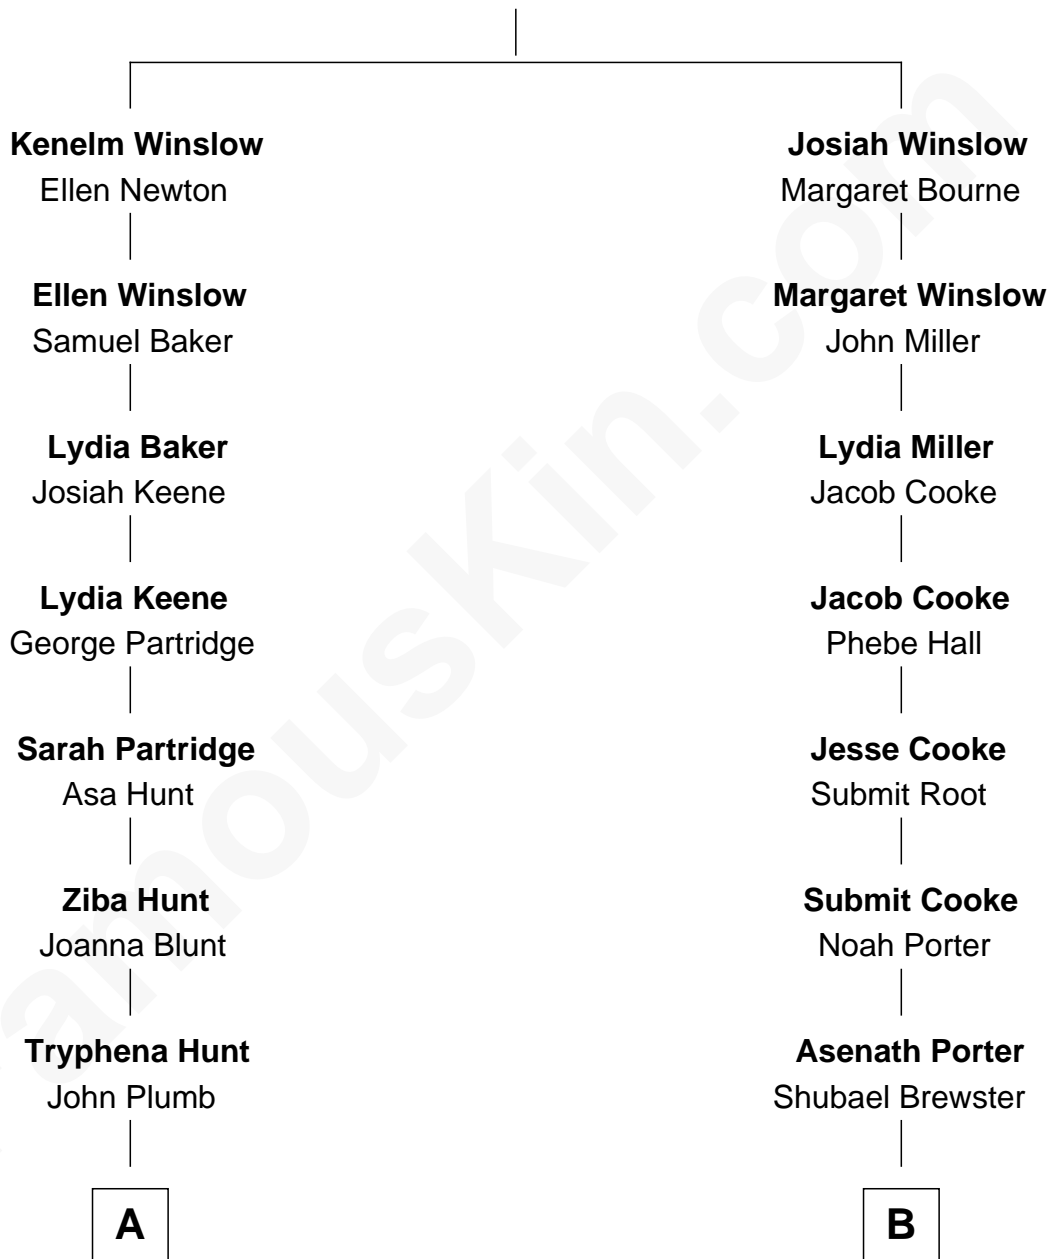 Kenelm Winslow
Ellen Newton
Ellen Winslow
Samuel Baker
Lydia Baker
Josiah Keene
Lydia Keene
George Partridge
Sarah Partridge
Asa Hunt
Ziba Hunt
Joanna Blunt
Tryphena Hunt
John Plumb
A
Josiah Winslow
Margaret Bourne
Margaret Winslow
John Miller
Lydia Miller
Jacob Cooke
Jacob Cooke
Phebe Hall
Jesse Cooke
Submit Root
Submit Cooke
Noah Porter
Asenath Porter
Shubael Brewster
B
amousKin.com